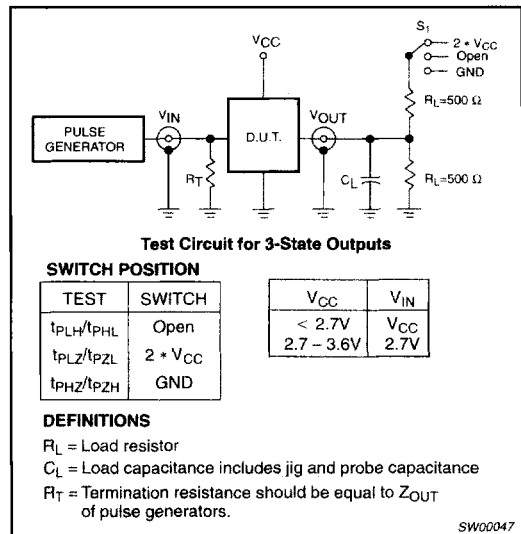 S1
2 * VCC
Open
GND
VCC
RL=500 Ω
VIN
VOUT
PULSE
GENERATOR
D.U.T.
RT
CL
RL=500 Ω
Test Circuit for 3-State Outputs
SWITCH POSITION
TEST SWITCH
tPLH/tPHL Open
tPLZ/tPZL 2 * VCC
tPHZ/tPZH GND
VCC VIN
< 2.7V VCC
2.7 – 3.6V 2.7V
DEFINITIONS
RL = Load resistor
CL = Load capacitance includes jig and probe capacitance
RT = Termination resistance should be equal to ZOUT
of pulse generators.
SW00047